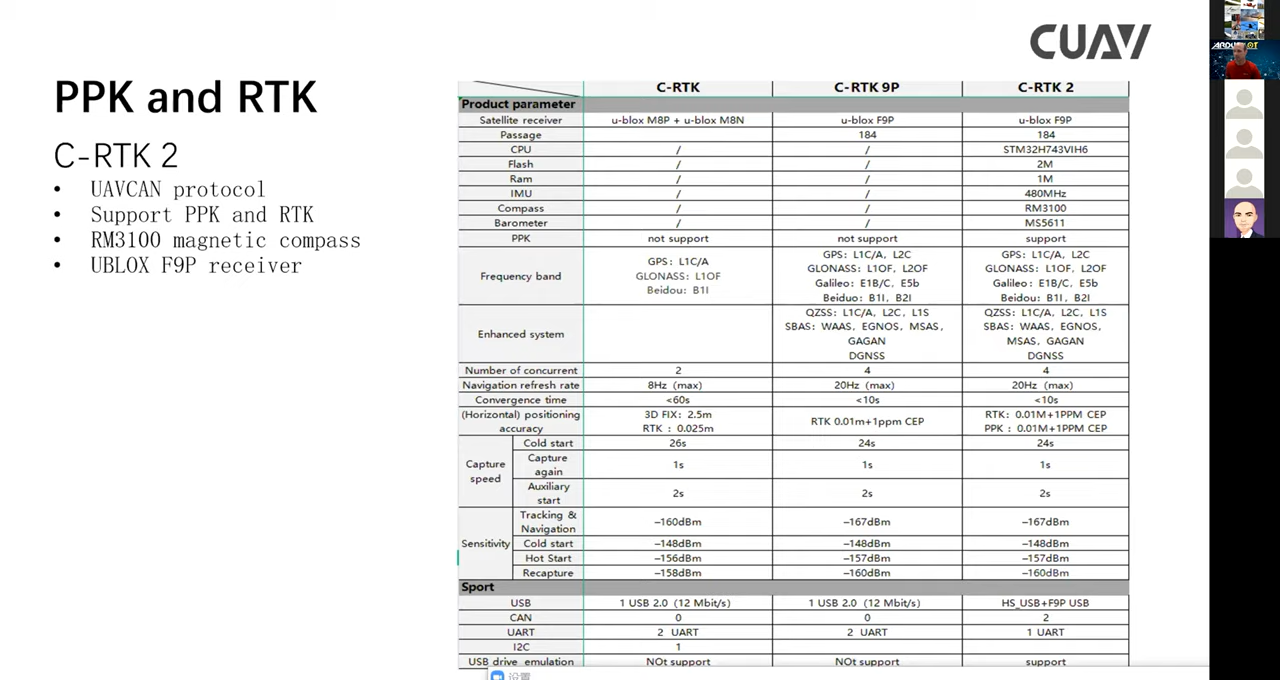 CUAV
PPK and RTK
C-RTK 2
• UAVCAN protocol
• Support PPK and RTK
• RM3100 magnetic compass
• UBLOX F9P receiver
C-RTK C-RTK 9P C-RTK 2
Product parameter
Satellite receiver u-blox M8P + u-blox M8N u-blox F9P u-blox F9P
Passage 184 184
CPU / / STM32H743VIH6
Flash / / 2M
Ram / / 1M
IMU / / 480MHz
Compass / / RM3100
Barometer / / MS5611
PPK not support not support support
Frequency band
GPS: L1C/A
GLONASS: L1OF
Beidou: B1I
GPS: L1C/A, L2C
GLONASS: L1OF, L2OF
Galileo: E1B/C, E5b
Beiduo: B1I, B2I
GPS: L1C/A, L2C
GLONASS: L1OF, L2OF
Galileo: E1B/C, E5b
Beidou: B1I, B2I
Enhanced system
QZSS: L1C/A, L2C, L1S
SBAS: WAAS, EGNOS, MSAS,
GAGAN
DGNSS
QZSS: L1C/A, L2C, L1S
SBAS: WAAS, EGNOS,
MSAS, GAGAN
DGNSS
Number of concurrent 2 4 4
Navigation refresh rate 8Hz (max) 20Hz (max) 20Hz (max)
Convergence time <60s <10s <10s
(Horizontal) positioning
accuracy
3D FIX: 2.5m
RTK : 0.025m
RTK 0.01m+1ppm CEP
RTK: 0.01M+1PPM CEP
PPK : 0.01M+1PPM CEP
Capture
speed
Cold start 26s 24s 24s
Capture
again
1s 1s 1s
Auxiliary
start
2s 2s 2s
Sensitivity
Tracking &
Navigation
-160dBm -167dBm -167dBm
Cold start -148dBm -148dBm -148dBm
Hot Start -156dBm -157dBm -157dBm
Recapture -158dBm -160dBm -160dBm
Sport
USB 1 USB 2.0 (12 Mbit/s) 1 USB 2.0 (12 Mbit/s) HS_USB+F9P USB
CAN 0 0 2
UART 2 UART 2 UART 1 UART
I2C 1
USB drive emulation NOt support NOt support support